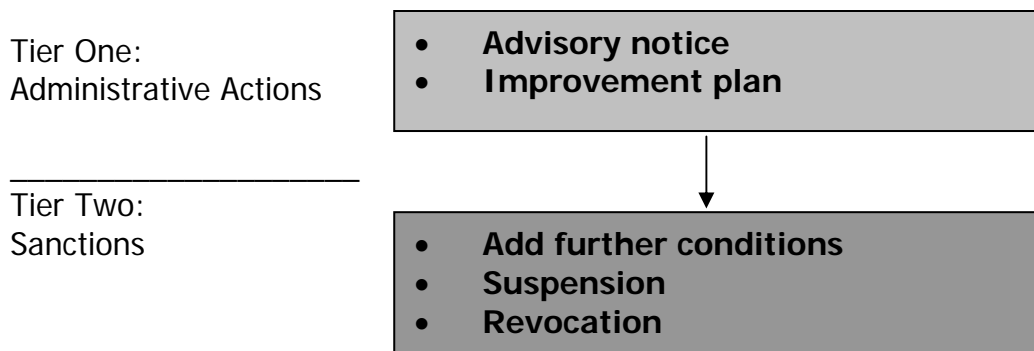 Tier One:
Administrative Actions
• Advisory notice
• Improvement plan
Tier Two:
Sanctions
• Add further conditions
• Suspension
• Revocation